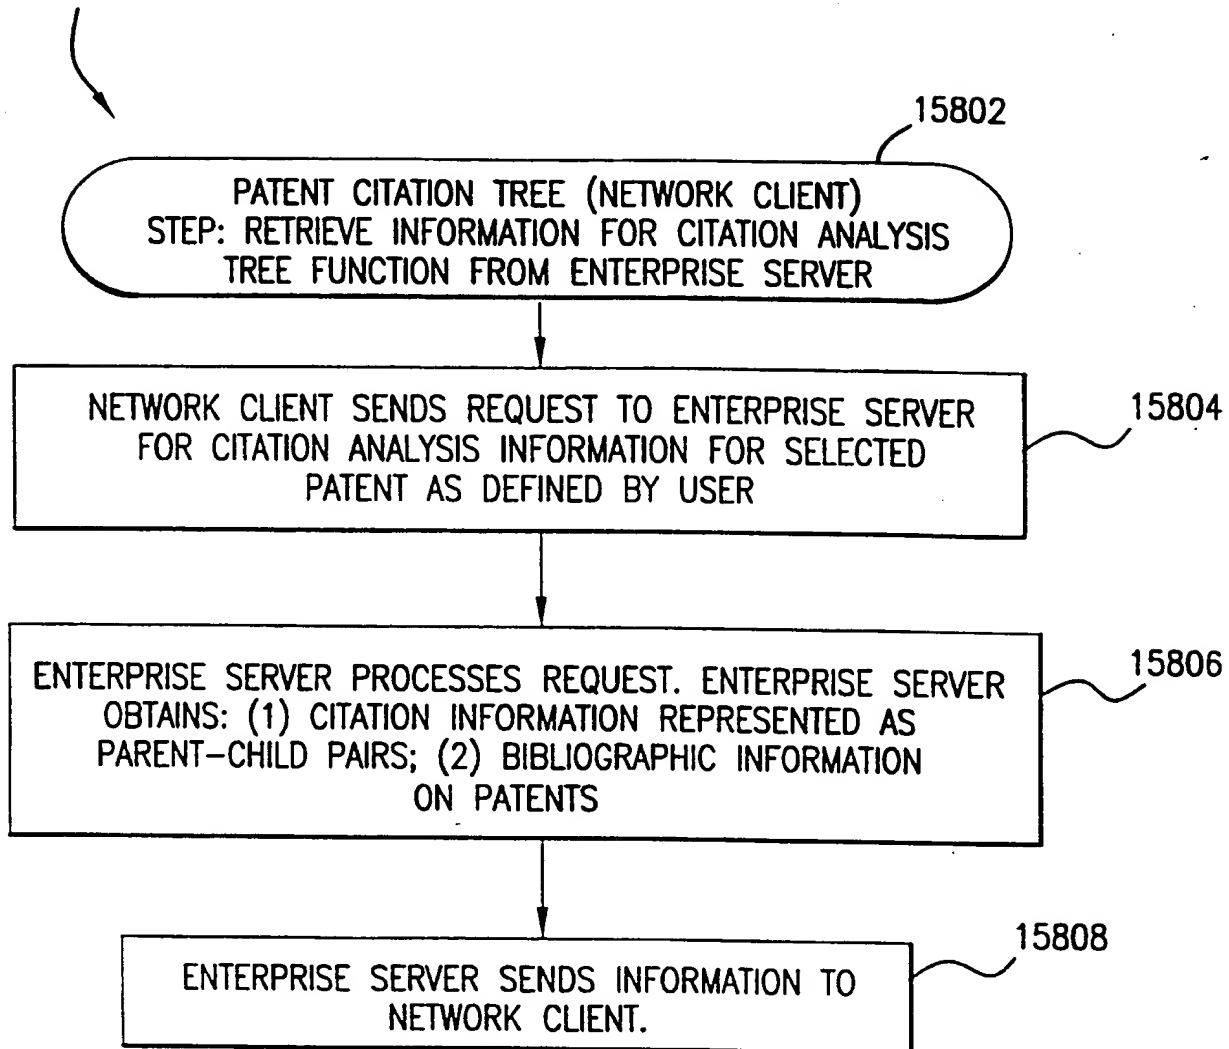 15802
PATENT CITATION TREE (NETWORK CLIENT)
STEP: RETRIEVE INFORMATION FOR CITATION ANALYSIS
TREE FUNCTION FROM ENTERPRISE SERVER
NETWORK CLIENT SENDS REQUEST TO ENTERPRISE SERVER
FOR CITATION ANALYSIS INFORMATION FOR SELECTED
PATENT AS DEFINED BY USER
15804
ENTERPRISE SERVER PROCESSES REQUEST. ENTERPRISE SERVER
OBTAINS: (1) CITATION INFORMATION REPRESENTED AS
PARENT-CHILD PAIRS; (2) BIBLIOGRAPHIC INFORMATION
ON PATENTS
15806
ENTERPRISE SERVER SENDS INFORMATION TO
NETWORK CLIENT.
15808